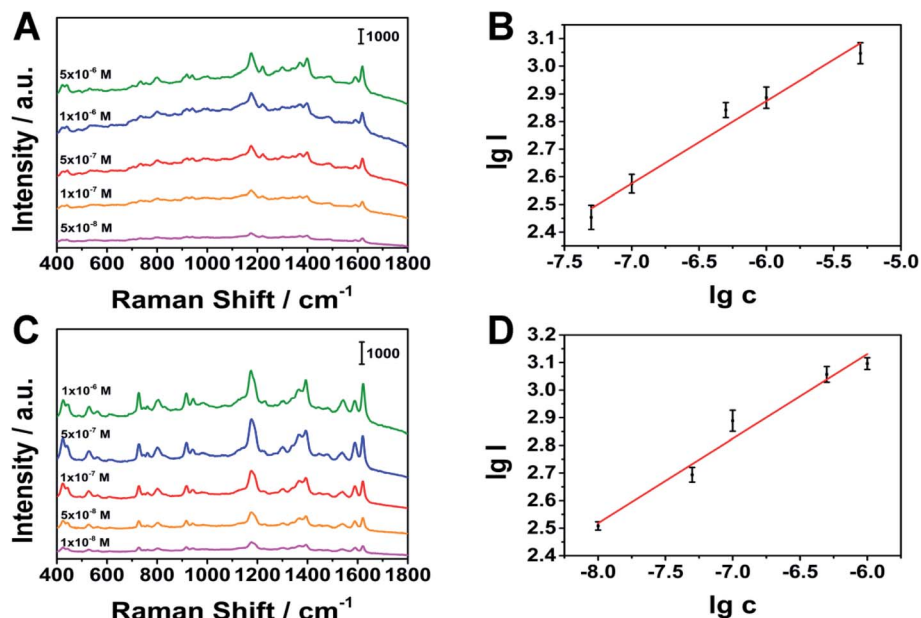 A
1000
5x10⁻⁶ M
1x10⁻⁶ M
5x10⁻⁷ M
1x10⁻⁷ M
5x10⁻⁸ M
Intensity / a.u.
400 600 800 1000 1200 1400 1600 1800
Raman Shift / cm⁻¹
B
3.1
3.0
2.9
2.8
2.7
2.6
2.5
2.4
lg I
-7.5 -7.0 -6.5 -6.0 -5.5 -5.0
lg c
C
1000
1x10⁻⁶ M
5x10⁻⁷ M
1x10⁻⁷ M
5x10⁻⁸ M
1x10⁻⁸ M
Intensity / a.u.
400 600 800 1000 1200 1400 1600 1800
Raman Shift / cm⁻¹
D
3.2
3.1
3.0
2.9
2.8
2.7
2.6
2.5
2.4
lg I
-8.0 -7.5 -7.0 -6.5 -6.0
lg c